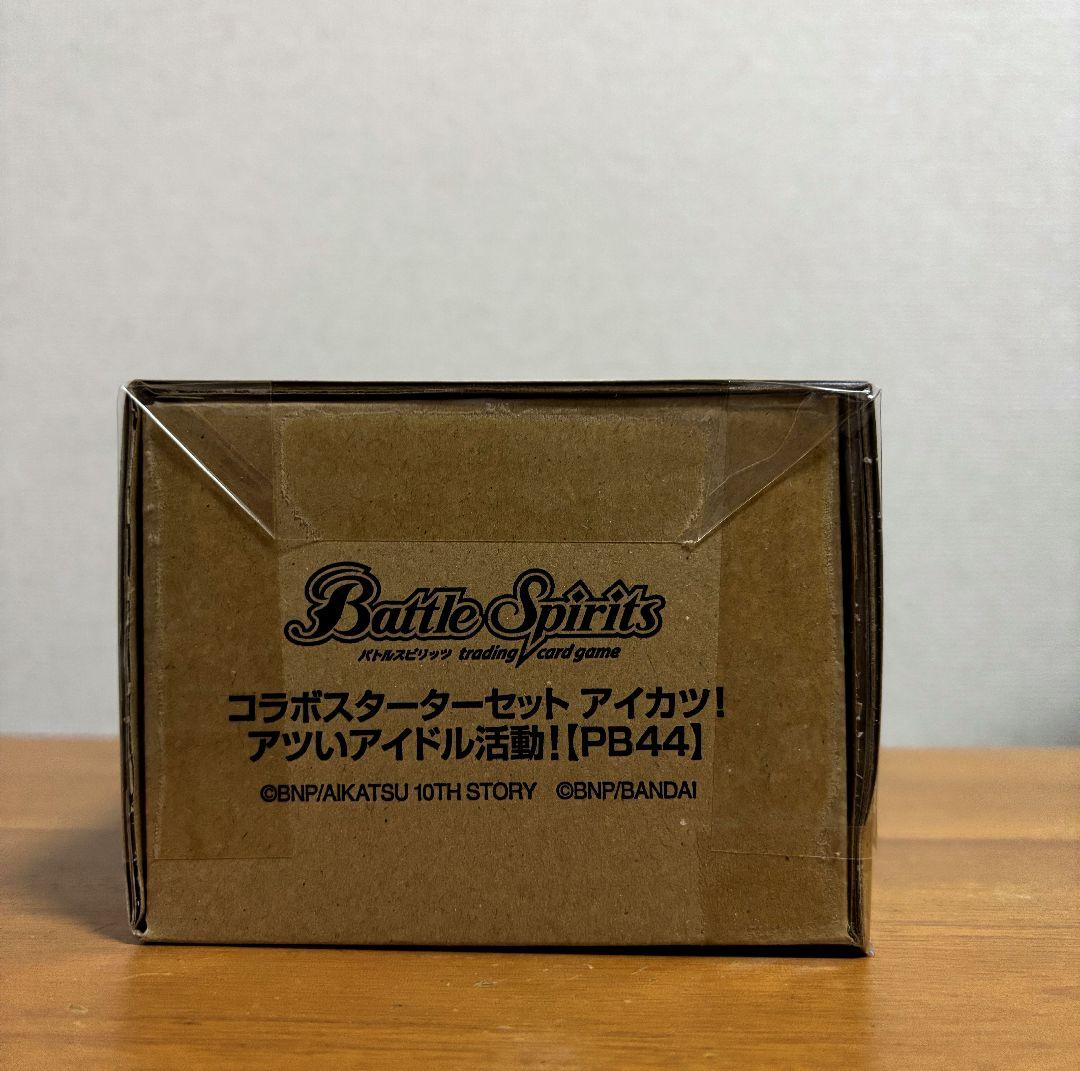 Battle Spirits
バトルスピリッツ trading card game
コラボスターターセット アイカツ！
アツいアイドル活動！【PB44】
©BNP/AIKATSU 10TH STORY ©BNP/BANDAI